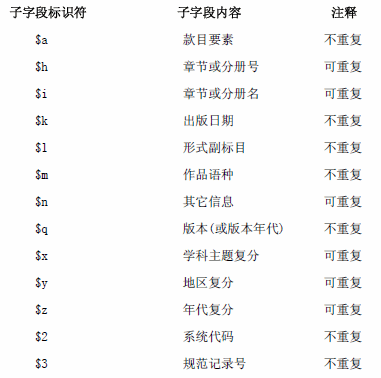 子字段标识符 子字段内容 注释
$a 款目要素 不重复
$h 章节或分册号 可重复
$i 章节或分册名 可重复
$k 出版日期 不重复
$l 形式副标目 不重复
$m 作品语种 不重复
$n 其它信息 可重复
$q 版本(或版本年代) 不重复
$x 学科主题复分 可重复
$y 地区复分 可重复
$z 年代复分 可重复
$2 系统代码 不重复
$3 规范记录号 不重复